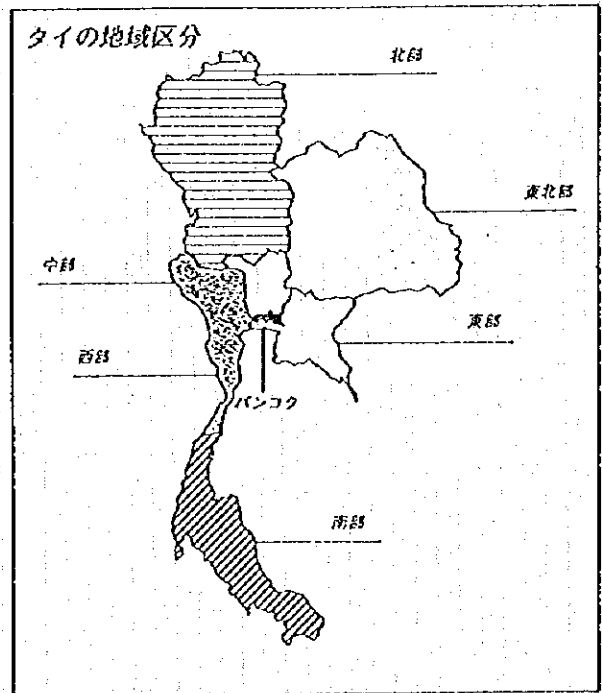 タイの地域区分
北部
東北部
中部
東部
西部
バンコク
南部